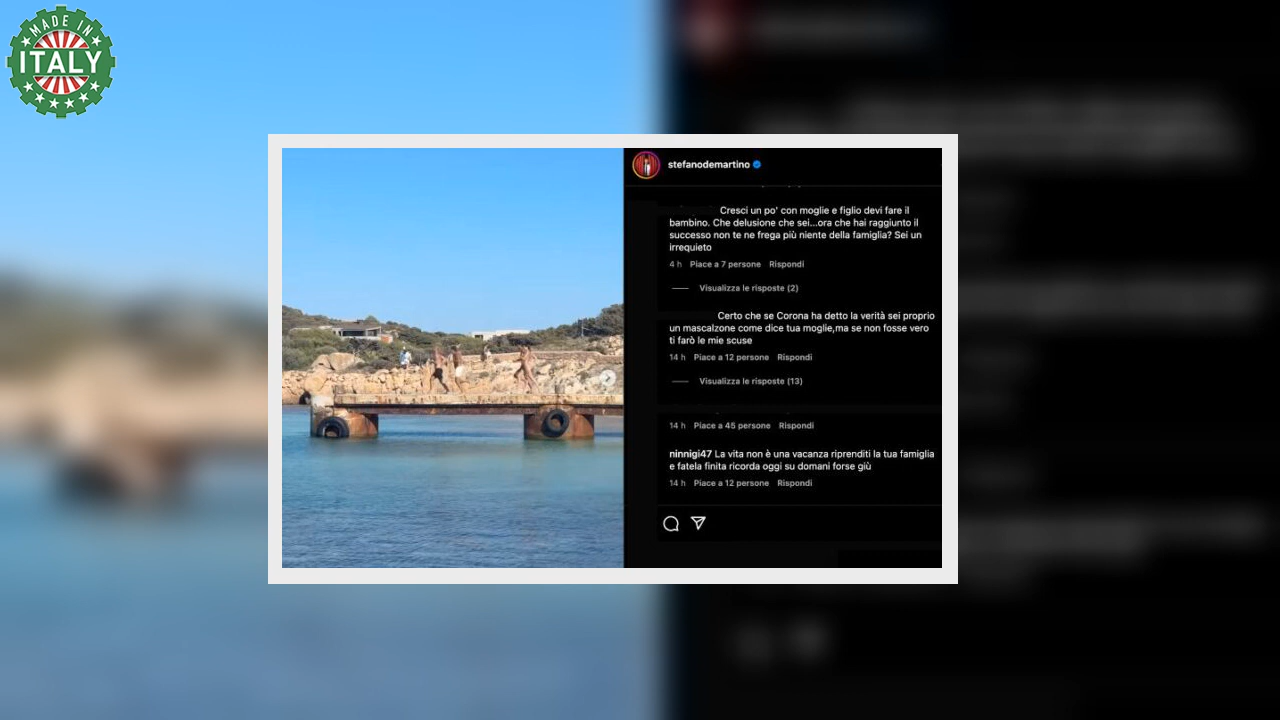 MADE IN
ITALY
stefanodemartino
Cresci un po' con moglie e figlio devi fare il
bambino. Che delusione che sei...ora che hai raggiunto il
successo non te ne frega più niente della famiglia? Sei un
irrequieto
4 h Piace a 7 persone Rispondi
Visualizza le risposte (2)
Certo che se Corona ha detto la verità sei proprio
un mascalzone come dice tua moglie,ma se non fosse vero
ti farò le mie scuse
14 h Piace a 12 persone Rispondi
Visualizza le risposte (13)
14 h Piace a 45 persone Rispondi
ninnigi47 La vita non è una vacanza riprenditi la tua famiglia
e fatela finita ricorda oggi su domani forse giù
14 h Piace a 12 persone Rispondi